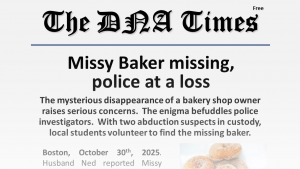 Free
The DNA Times
Missy Baker missing,
police at a loss
The mysterious disappearance of a bakery shop owner
raises serious concerns. The enigma befuddles police
investigators. With two abduction suspects in custody,
local students volunteer to find the missing baker.
Boston, October 30th, 2025.
Husband Ned reported Missy